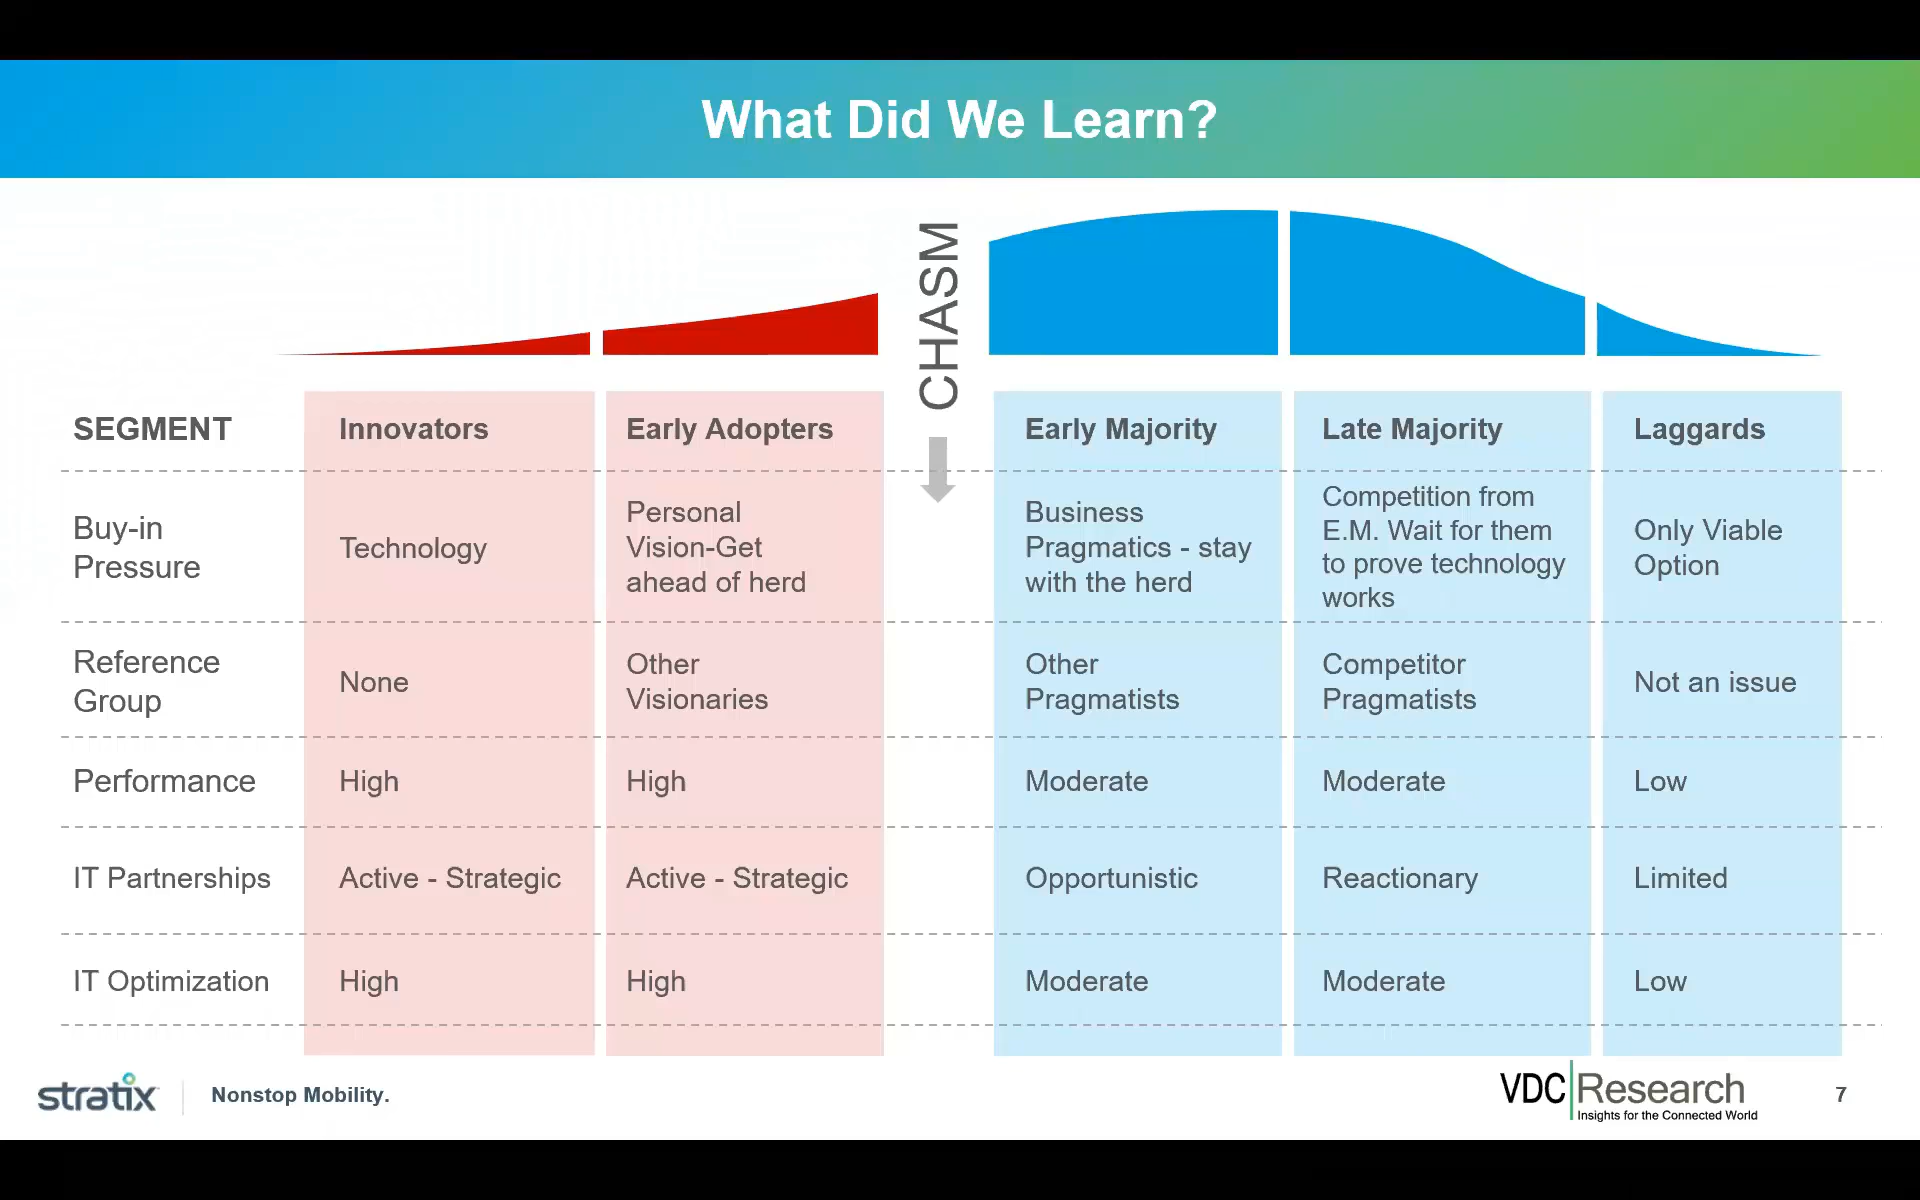 What Did We Learn?
CHASM
SEGMENT
Innovators
Early Adopters
Early Majority
Late Majority
Laggards
Buy-in
Pressure
Technology
Personal
Vision-Get
ahead of herd
Business
Pragmatics - stay
with the herd
Competition from
E.M. Wait for them
to prove technology
works
Only Viable
Option
Reference
Group
None
Other
Visionaries
Other
Pragmatists
Competitor
Pragmatists
Not an issue
Performance
High
High
Moderate
Moderate
Low
IT Partnerships
Active - Strategic
Active - Strategic
Opportunistic
Reactionary
Limited
IT Optimization
High
High
Moderate
Moderate
Low
stratix
Nonstop Mobility.
VDC Research
Insights for the Connected World
7